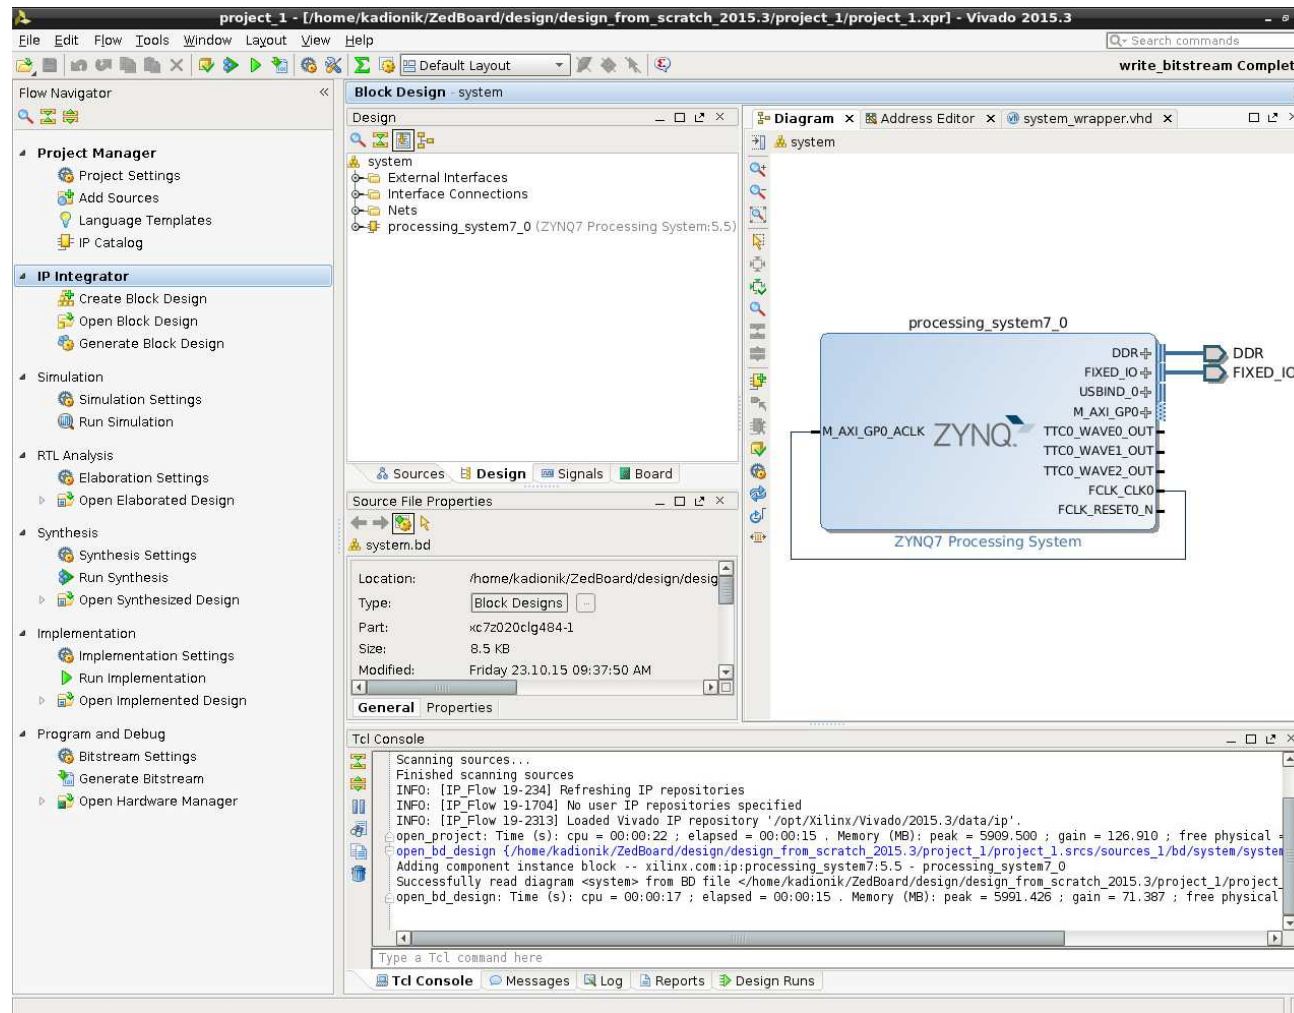 project_1 - [/home/kadionik/ZedBoard/design/design_from_scratch_2015.3/project_1/project_1.xpr] - Vivado 2015.3
File Edit Flow Tools Window Layout View Help
Search commands
Default Layout
write_bitstream Complet
Flow Navigator
Project Manager
Project Settings
Add Sources
Language Templates
IP Catalog
IP Integrator
Create Block Design
Open Block Design
Generate Block Design
Simulation
Simulation Settings
Run Simulation
RTL Analysis
Elaboration Settings
Open Elaborated Design
Synthesis
Synthesis Settings
Run Synthesis
Open Synthesized Design
Implementation
Implementation Settings
Run Implementation
Open Implemented Design
Program and Debug
Bitstream Settings
Generate Bitstream
Open Hardware Manager
Block Design - system
Design
system
External Interfaces
Interface Connections
Nets
processing_system7_0 (ZYNQ7 Processing System:5.5)
Sources Design Signals Board
Source File Properties
system.bd
Location: /home/kadionik/ZedBoard/design/desig
Type: Block Designs
Part: xc7z020clg484-1
Size: 8.5 KB
Modified: Friday 23.10.15 09:37:50 AM
General Properties
Diagram Address Editor system_wrapper.vhd
system
processing_system7_0
DDR
FIXED_IO
USBIND_0
M_AXI_GP0
M_AXI_GP0_ACLK
ZYNQ
TTC0_WAVE0_OUT
TTC0_WAVE1_OUT
TTC0_WAVE2_OUT
FCLK_CLK0
FCLK_RESET0_N
DDR
FIXED_IO
ZYNQ7 Processing System
Tcl Console
Scanning sources...
Finished scanning sources
INFO: [IP_Flow 19-234] Refreshing IP repositories
INFO: [IP_Flow 19-1704] No user IP repositories specified
INFO: [IP_Flow 19-2313] Loaded Vivado IP repository '/opt/Xilinx/Vivado/2015.3/data/ip'.
open_project: Time (s): cpu = 00:00:22 ; elapsed = 00:00:15 . Memory (MB): peak = 5909.500 ; gain = 126.910 ; free physical =
open_bd_design {/home/kadionik/ZedBoard/design/design_from_scratch_2015.3/project_1/project_1.srcs/sources_1/bd/system/system
Adding component instance block -- xilinx.com:ip:processing_system7:5.5 - processing_system7_0
Successfully read diagram <system> from BD file </home/kadionik/ZedBoard/design/design_from_scratch_2015.3/project_1/project_
open_bd_design: Time (s): cpu = 00:00:17 ; elapsed = 00:00:15 . Memory (MB): peak = 5991.426 ; gain = 71.387 ; free physical
Type a Tcl command here
Tcl Console Messages Log Reports Design Runs